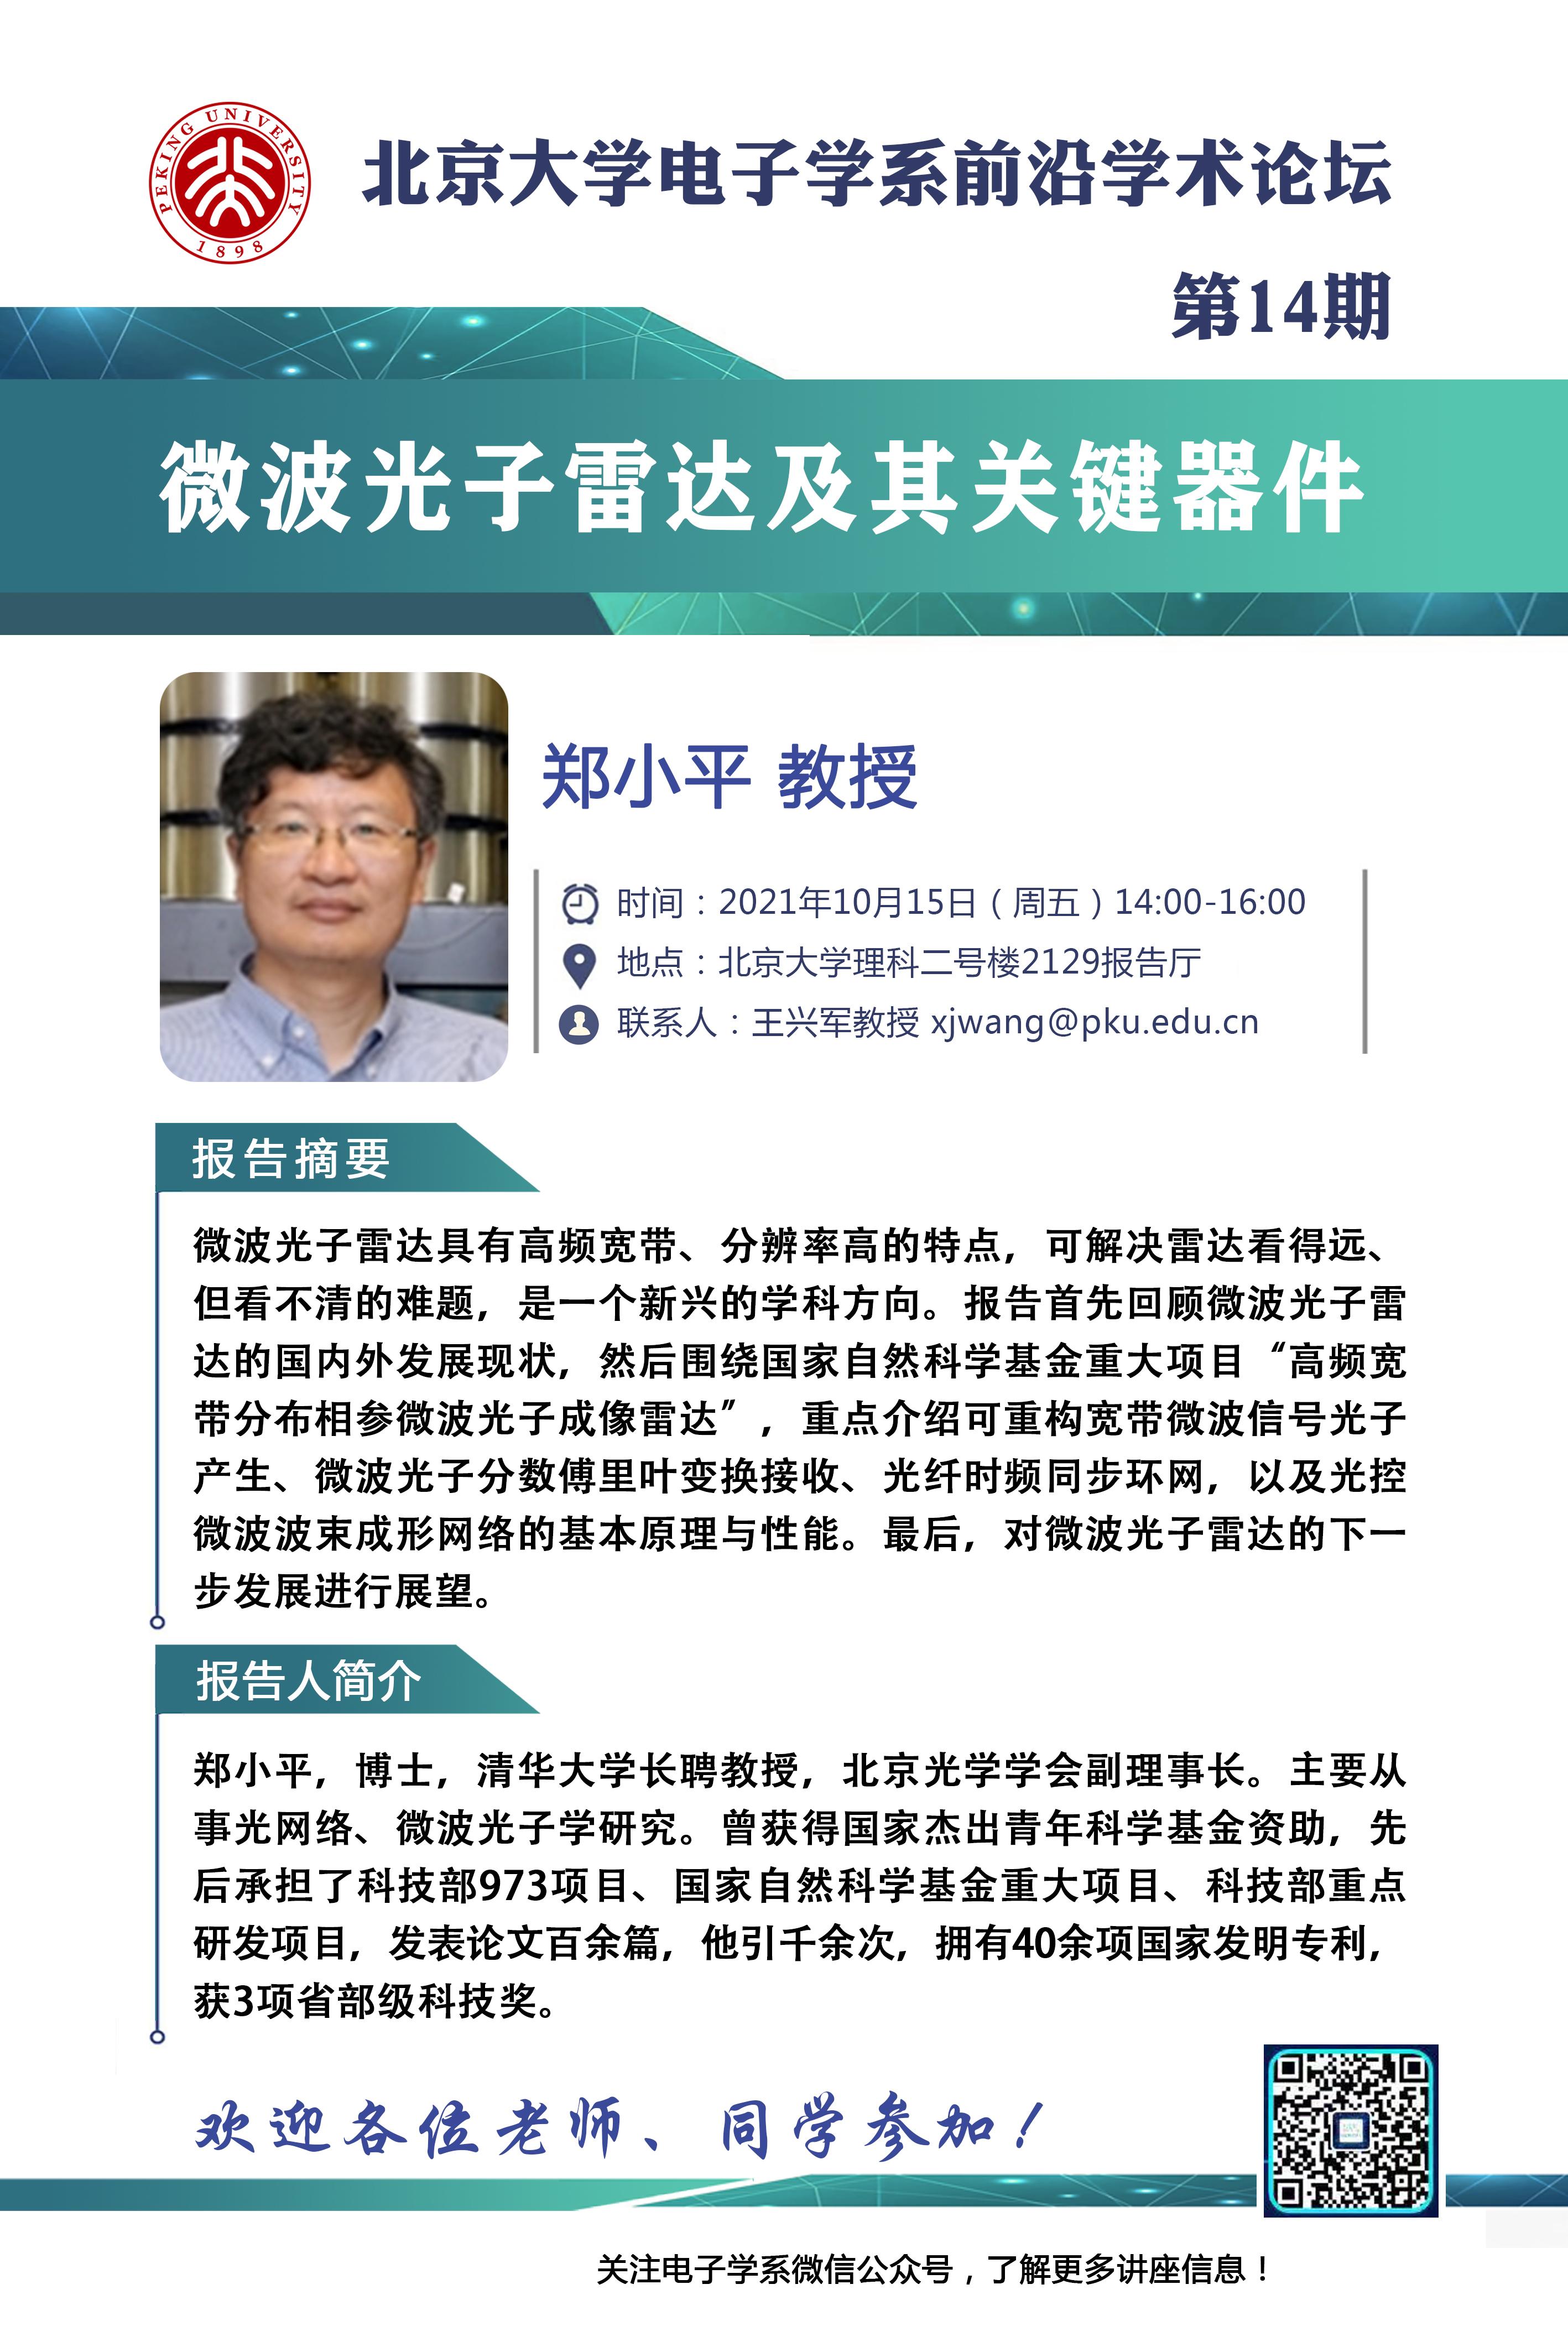 PEKING UNIVERSITY
1898
北京大学电子学系前沿学术论坛
第14期
微波光子雷达及其关键器件
郑小平 教授
时间：2021年10月15日（周五）14:00-16:00
地点：北京大学理科二号楼2129报告厅
联系人：王兴军教授 xjwang@pku.edu.cn
报告摘要
微波光子雷达具有高频宽带、分辨率高的特点，可解决雷达看得远、
但看不清的难题，是一个新兴的学科方向。报告首先回顾微波光子雷
达的国内外发展现状，然后围绕国家自然科学基金重大项目“高频宽
带分布相参微波光子成像雷达”，重点介绍可重构宽带微波信号光子
产生、微波光子分数傅里叶变换接收、光纤时频同步环网，以及光控
微波波束成形网络的基本原理与性能。最后，对微波光子雷达的下一
步发展进行展望。
报告人简介
郑小平，博士，清华大学长聘教授，北京光学学会副理事长。主要从
事光网络、微波光子学研究。曾获得国家杰出青年科学基金资助，先
后承担了科技部973项目、国家自然科学基金重大项目、科技部重点
研发项目，发表论文百余篇，他引千余次，拥有40余项国家发明专利，
获3项省部级科技奖。
欢迎各位老师、同学参加！
关注电子学系微信公众号，了解更多讲座信息！